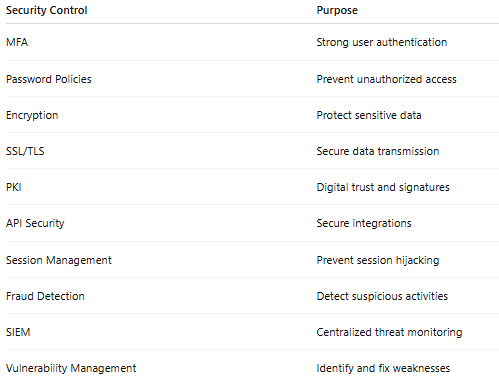 Security Control Purpose
MFA Strong user authentication
Password Policies Prevent unauthorized access
Encryption Protect sensitive data
SSL/TLS Secure data transmission
PKI Digital trust and signatures
API Security Secure integrations
Session Management Prevent session hijacking
Fraud Detection Detect suspicious activities
SIEM Centralized threat monitoring
Vulnerability Management Identify and fix weaknesses